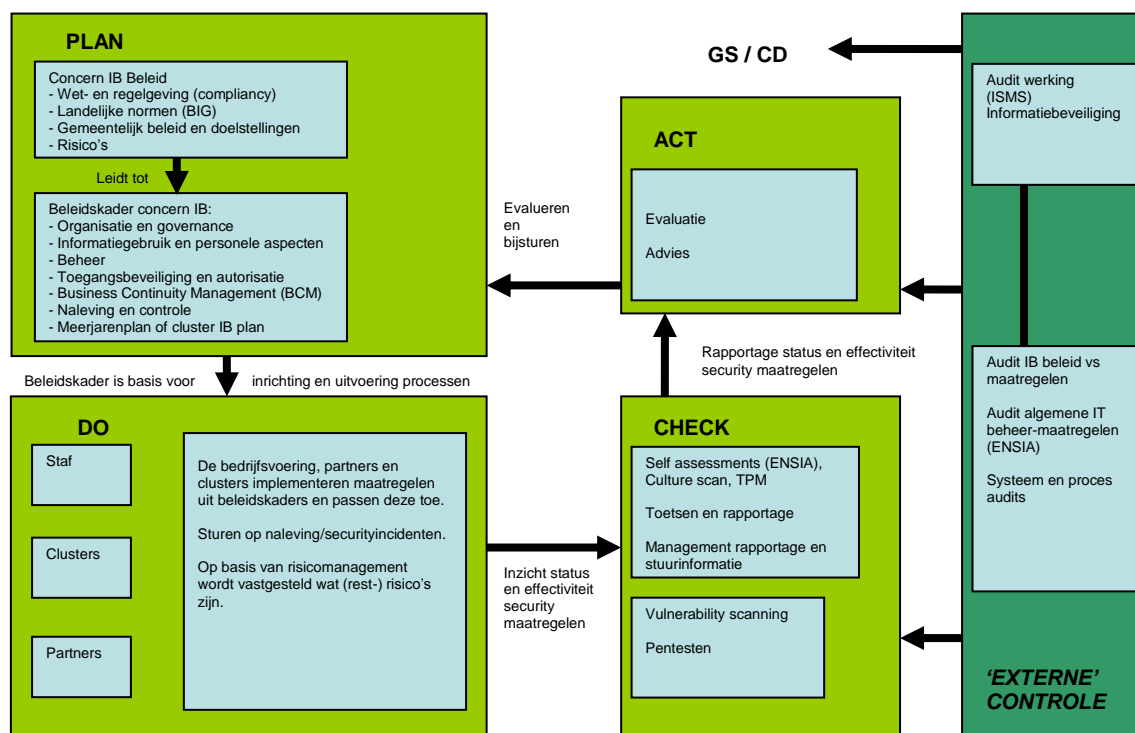 PLAN
Concern IB Beleid
- Wet- en regelgeving (compliancy)
- Landelijke normen (BIG)
- Gemeentelijk beleid en doelstellingen
- Risico's
Leidt tot
Beleidskader concern IB:
- Organisatie en governance
- Informatiegebruik en personele aspecten
- Beheer
- Toegangsbeveiliging en autorisatie
- Business Continuity Management (BCM)
- Naleving en controle
- Meerjarenplan of cluster IB plan
Evalueren
en
bijsturen
GS / CD
ACT
Evaluatie
Advies
Audit werking
(ISMS)
Informatiebeveiliging
Beleidskader is basis voor inrichting en uitvoering processen
Rapportage status en effectiviteit
security maatregelen
DO
Staf
Clusters
Partners
De bedrijfsvoering, partners en
clusters implementeren maatregelen
uit beleidskaders en passen deze toe.
Sturen op naleving/securityincidenten.
Op basis van risicomanagement
wordt vastgesteld wat (rest-) risico's
zijn.
Inzicht status
en effectiviteit
security
maatregelen
CHECK
Self assessments (ENSIA),
Culture scan, TPM
Toetsen en rapportage
Management rapportage en
stuurinformatie
Vulnerability scanning
Pentesten
Audit IB beleid vs
maatregelen
Audit algemene IT
beheer-maatregelen
(ENSIA)
Systeem en proces
audits
'EXTERNE'
CONTROLE